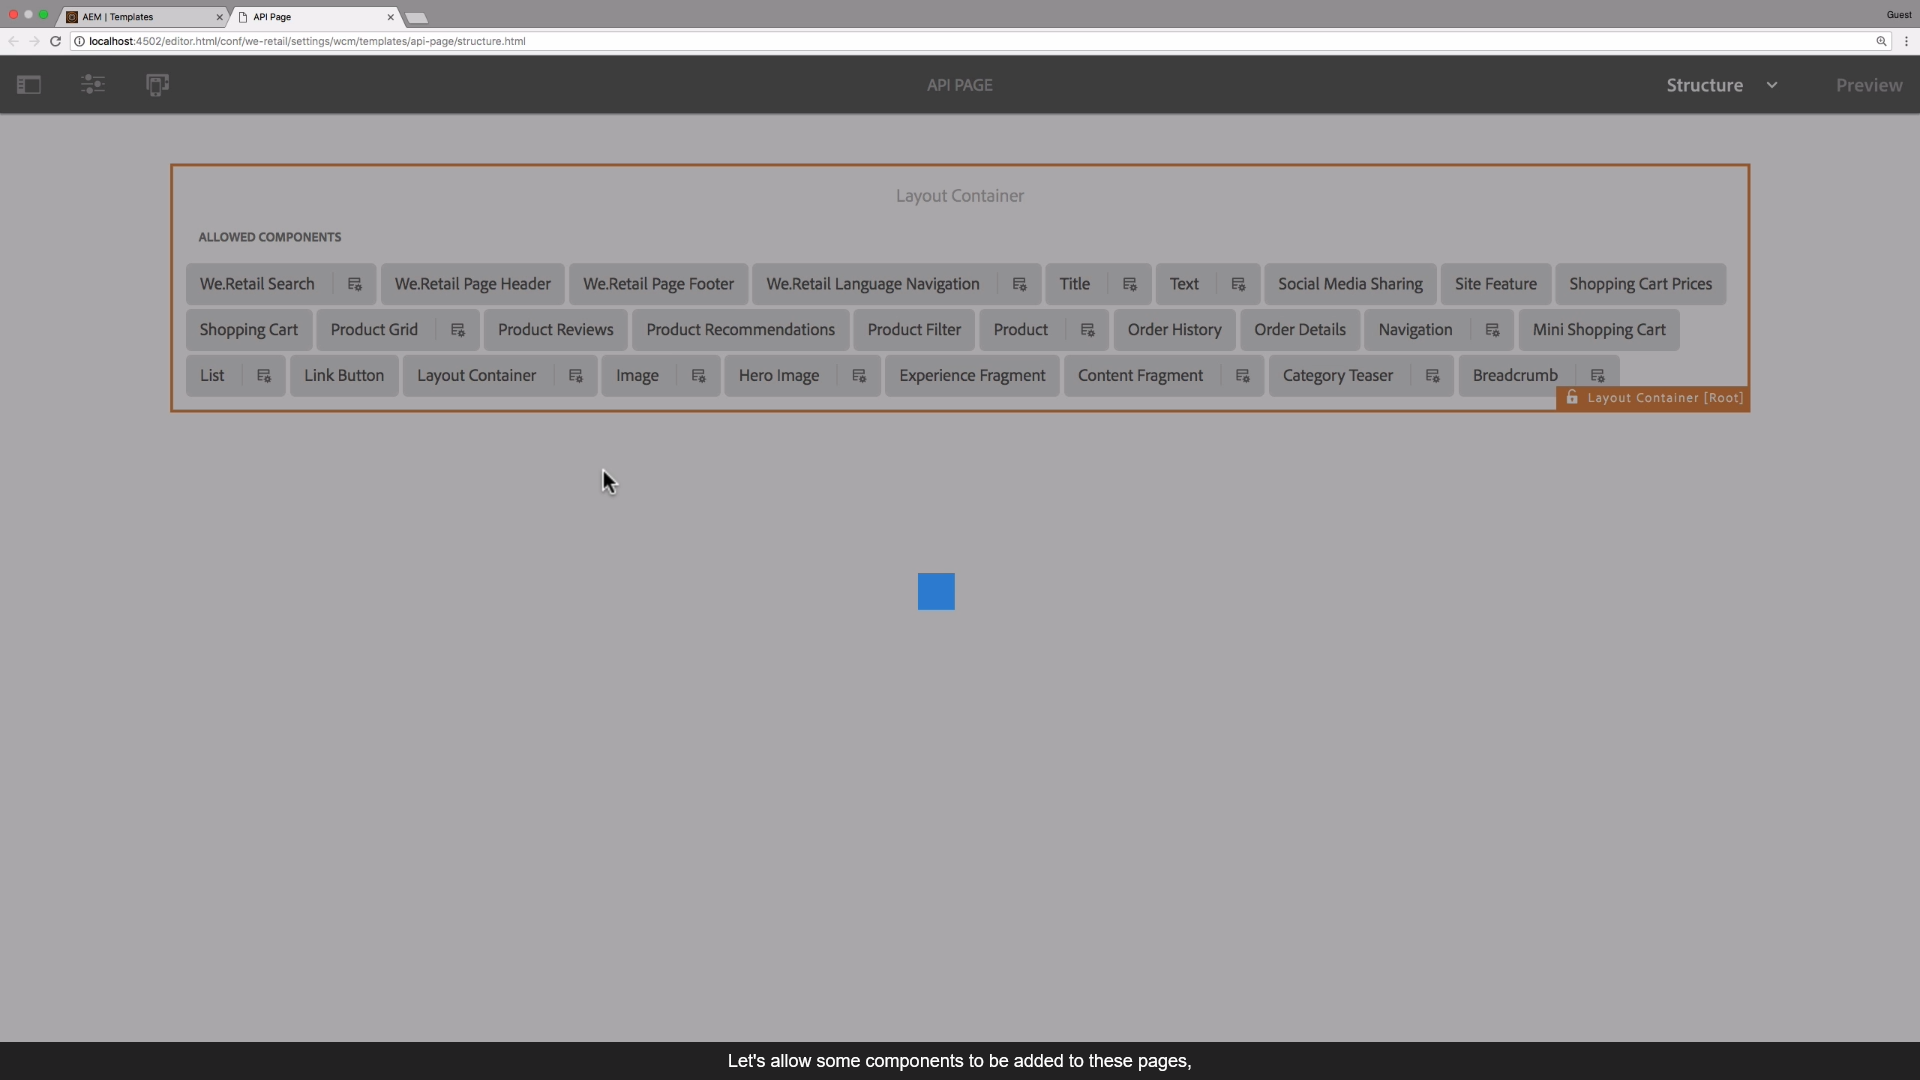 AEM | Templates
API Page
Guest
localhost:4502/editor.html/conf/we-retail/settings/wcm/templates/api-page/structure.html
API PAGE
Structure
Preview
Layout Container
ALLOWED COMPONENTS
We.Retail Search We.Retail Page Header We.Retail Page Footer We.Retail Language Navigation Title Text Social Media Sharing Site Feature Shopping Cart Prices
Shopping Cart Product Grid Product Reviews Product Recommendations Product Filter Product Order History Order Details Navigation Mini Shopping Cart
List Link Button Layout Container Image Hero Image Experience Fragment Content Fragment Category Teaser Breadcrumb
Layout Container [Root]
Let's allow some components to be added to these pages,